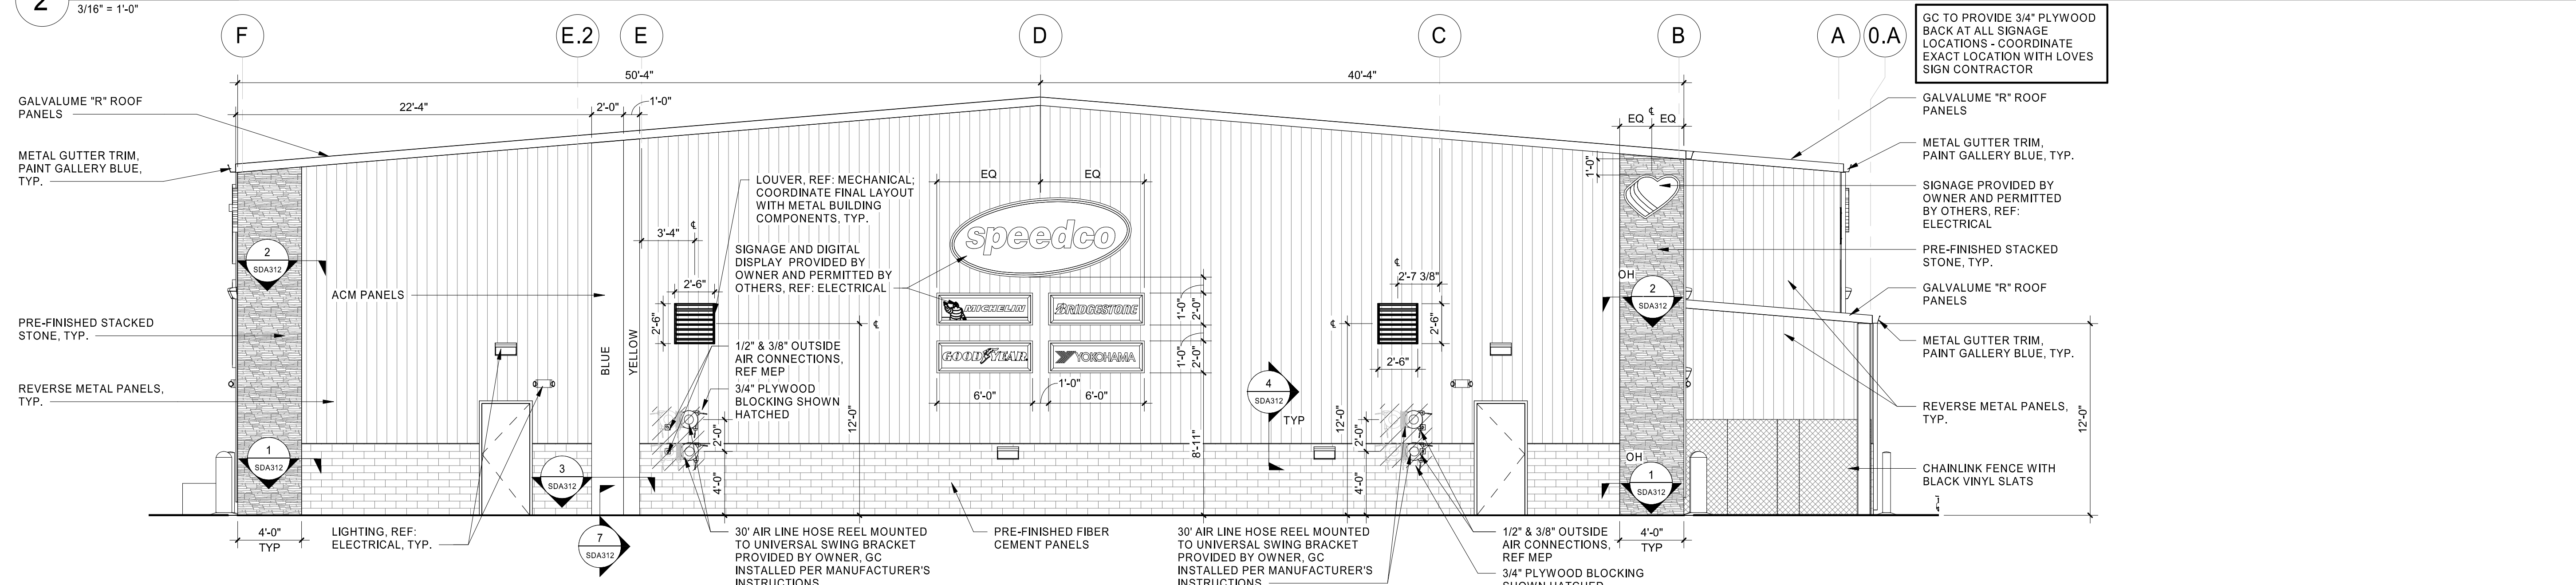 2
3/16" = 1'-0"
F
E.2
E
D
C
B
A
0.A
GC TO PROVIDE 3/4" PLYWOOD
BACK AT ALL SIGNAGE
LOCATIONS - COORDINATE
EXACT LOCATION WITH LOVES
SIGN CONTRACTOR
50'-4"
40'-4"
22'-4"
2'-0"
1'-0"
GALVALUME "R" ROOF
PANELS
METAL GUTTER TRIM,
PAINT GALLERY BLUE,
TYP.
PRE-FINISHED STACKED
STONE, TYP.
REVERSE METAL PANELS,
TYP.
2
SDA312
1
SDA312
4'-0"
TYP
ACM PANELS
BLUE
YELLOW
LIGHTING, REF:
ELECTRICAL, TYP.
3
SDA312
7
SDA312
LOUVER, REF: MECHANICAL;
COORDINATE FINAL LAYOUT
WITH METAL BUILDING
COMPONENTS, TYP.
3'-4"
℄
2'-6"
2'-6"
SIGNAGE AND DIGITAL
DISPLAY PROVIDED BY
OWNER AND PERMITTED BY
OTHERS, REF: ELECTRICAL
1/2" & 3/8" OUTSIDE
AIR CONNECTIONS,
REF MEP
3/4" PLYWOOD
BLOCKING SHOWN
HATCHED
2'-0"
4'-0"
12'-0"
℄
30' AIR LINE HOSE REEL MOUNTED
TO UNIVERSAL SWING BRACKET
PROVIDED BY OWNER, GC
INSTALLED PER MANUFACTURER'S
INSTRUCTIONS
EQ
EQ
speedco
MICHELIN
BRIDGESTONE
GOODYEAR
YOKOHAMA
6'-0"
1'-0"
6'-0"
1'-0"
2'-0"
1'-0"
2'-0"
8'-11"
PRE-FINISHED FIBER
CEMENT PANELS
4
SDA312
TYP
℄
12'-0"
℄
2'-7 3/8"
2'-6"
2'-6"
2'-0"
4'-0"
30' AIR LINE HOSE REEL MOUNTED
TO UNIVERSAL SWING BRACKET
PROVIDED BY OWNER, GC
INSTALLED PER MANUFACTURER'S
INSTRUCTIONS
1/2" & 3/8" OUTSIDE
AIR CONNECTIONS,
REF MEP
3/4" PLYWOOD BLOCKING
SHOWN HATCHED
EQ
℄
EQ
1'-0"
OH
2
SDA312
OH
1
SDA312
4'-0"
TYP
GALVALUME "R" ROOF
PANELS
METAL GUTTER TRIM,
PAINT GALLERY BLUE, TYP.
SIGNAGE PROVIDED BY
OWNER AND PERMITTED
BY OTHERS, REF:
ELECTRICAL
PRE-FINISHED STACKED
STONE, TYP.
GALVALUME "R" ROOF
PANELS
METAL GUTTER TRIM,
PAINT GALLERY BLUE, TYP.
REVERSE METAL PANELS,
TYP.
12'-0"
CHAINLINK FENCE WITH
BLACK VINYL SLATS